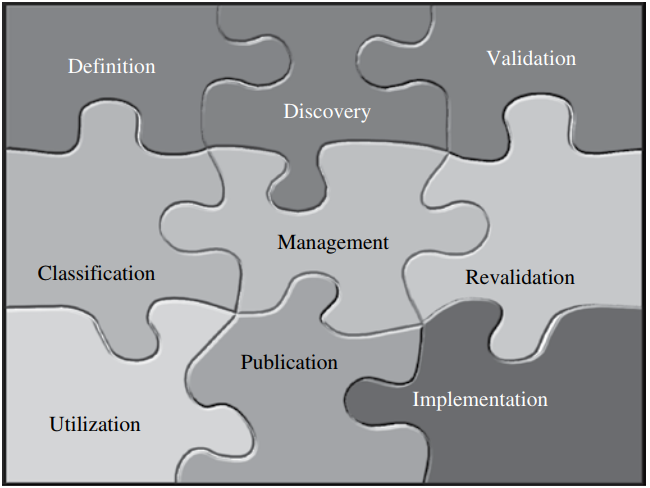 Definition
Discovery
Validation
Classification
Management
Revalidation
Utilization
Publication
Implementation